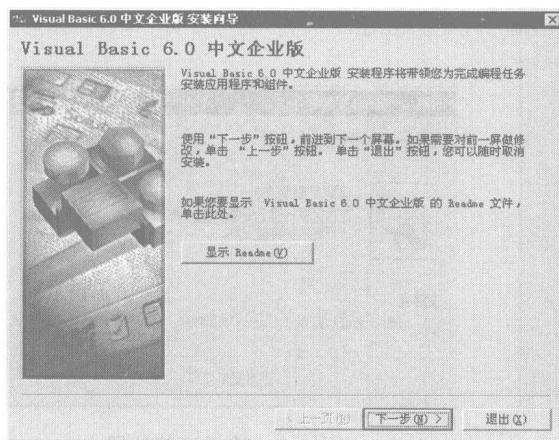 Visual Basic 6.0 中文企业版 安装向导
Visual Basic 6.0 中文企业版
Visual Basic 6.0 中文企业版 安装程序将带领您为完成编程任务
安装应用程序和组件。
使用“下一步”按钮，前进到下一个屏幕。如果需要对前一屏做修
改，单击 “上一步”按钮。 单击“退出”按钮，您可以随时取消
安装。
如果您要显示 Visual Basic 6.0 中文企业版 的 Readme 文件，
单击此处。
显示 Readme(V)
< 上一页(B)
下一步(N) >
退出(X)